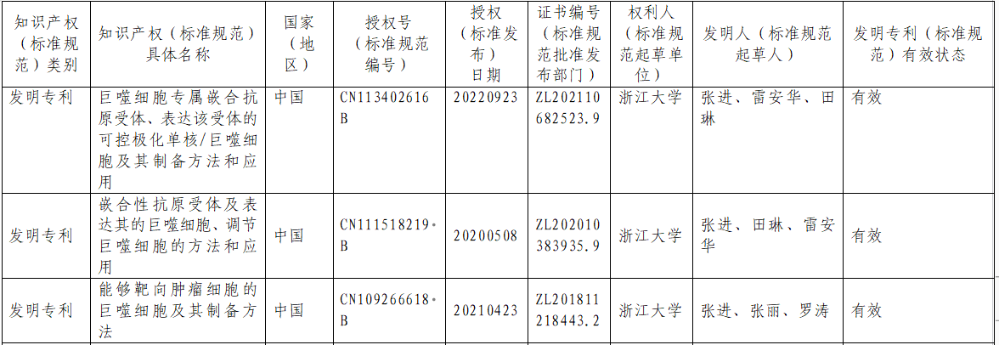 知识产权
（标准规
范）类别
知识产权（标准规范）
具体名称
国家
（地
区）
授权号
（标准规范
编号）
授权
（标准发
布）
日期
证书编号
（标准规
范批准发
布部门）
权利人
（标准规
范起草单
位）
发明人（标准规范
起草人）
发明专利（标准规
范）有效状态
发明专利
巨噬细胞专属嵌合抗
原受体、表达该受体的
可控极化单核/巨噬细
胞及其制备方法和应
用
中国
CN113402616
B
20220923
ZL202110
682523.9
浙江大学
张进、雷安华、田
琳
有效
发明专利
嵌合性抗原受体及表
达其的巨噬细胞、调节
巨噬细胞的方法和应
用
中国
CN111518219
B
20200508
ZL202010
383935.9
浙江大学
张进、田琳、雷安
华
有效
发明专利
能够靶向肿瘤细胞的
巨噬细胞及其制备方
法
中国
CN109266618
B
20210423
ZL201811
218443.2
浙江大学
张进、张丽、罗涛
有效